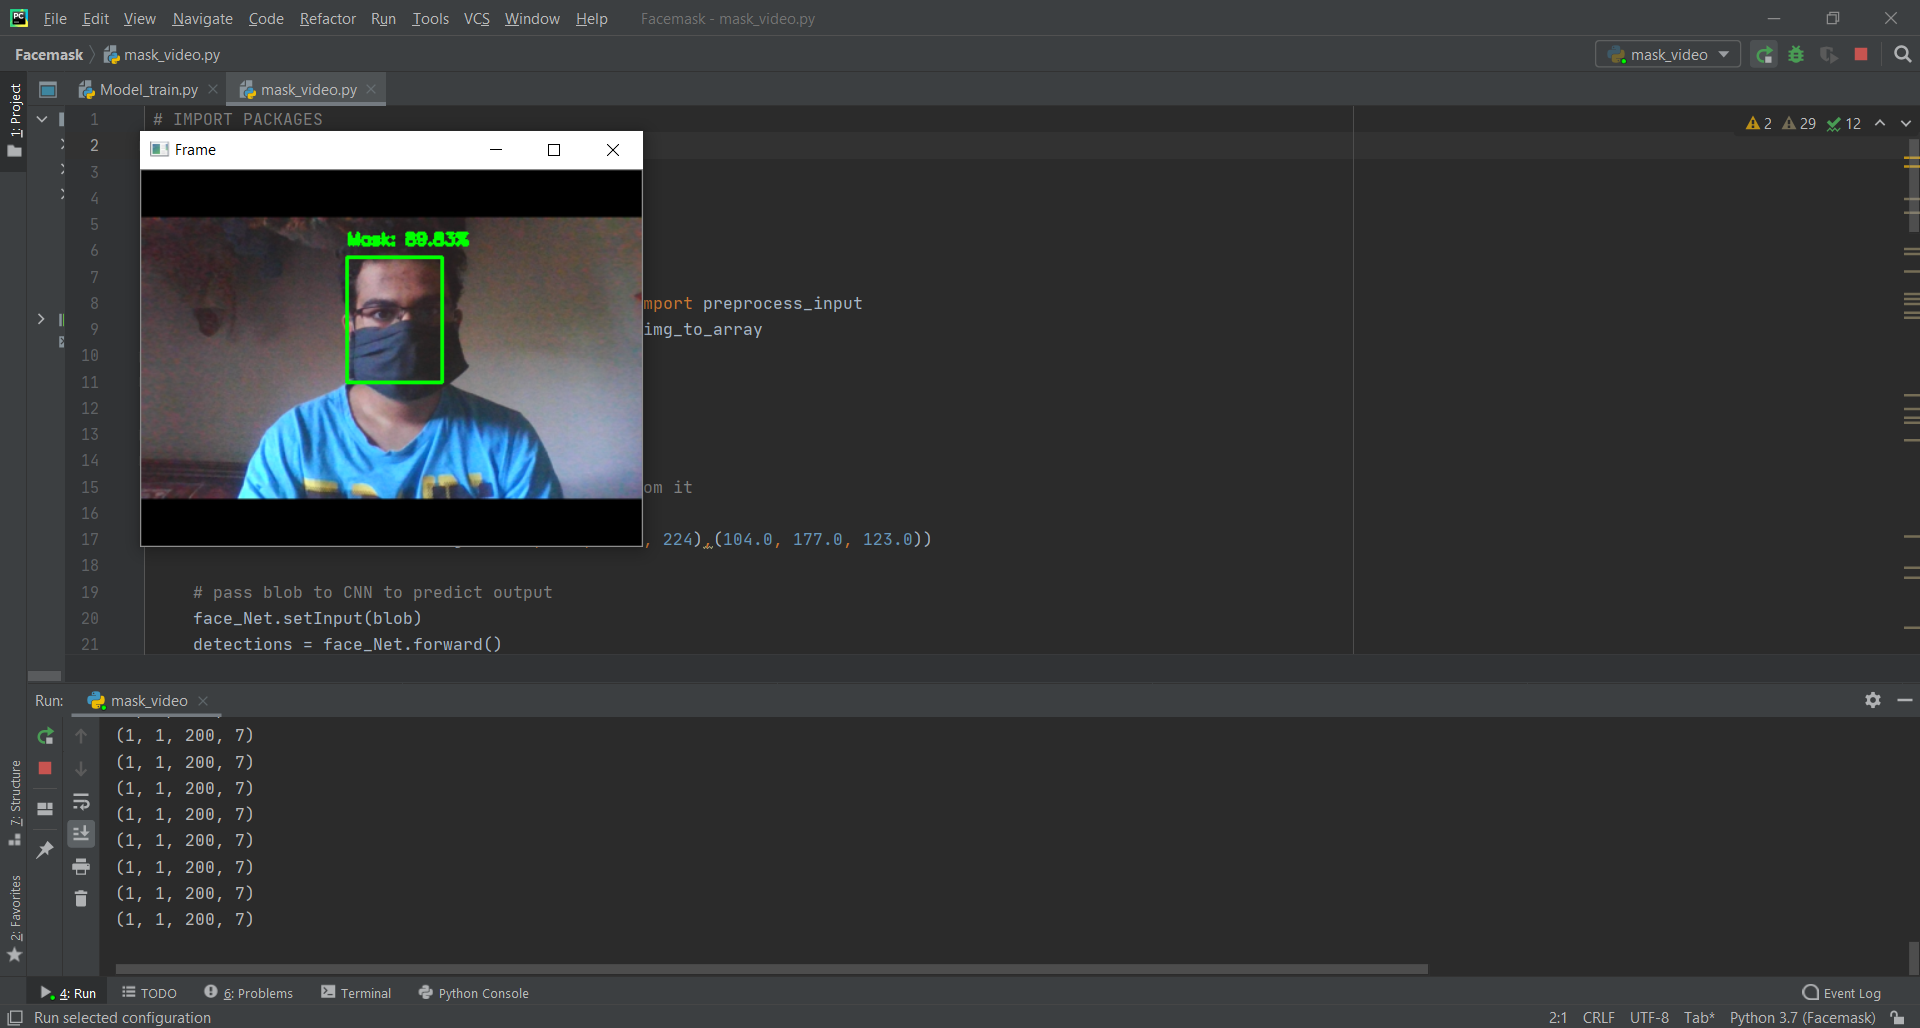 File Edit View Navigate Code Refactor Run Tools VCS Window Help Facemask - mask_video.py
Facemask mask_video.py mask_video
1: Project
Model_train.py mask_video.py
2 29 12
1 # IMPORT PACKAGES
2
3
4
5
6
7
8 import preprocess_input
9 img_to_array
10
11
12
13
14
15 om it
16
17 , 224),(104.0, 177.0, 123.0))
18
19 # pass blob to CNN to predict output
20 face_Net.setInput(blob)
21 detections = face_Net.forward()
Frame
Mask: 89.83%
Run: mask_video
(1, 1, 200, 7)
(1, 1, 200, 7)
(1, 1, 200, 7)
(1, 1, 200, 7)
(1, 1, 200, 7)
(1, 1, 200, 7)
(1, 1, 200, 7)
(1, 1, 200, 7)
7: Structure
2: Favorites
4: Run TODO 6: Problems Terminal Python Console Event Log
Run selected configuration 2:1 CRLF UTF-8 Tab* Python 3.7 (Facemask)